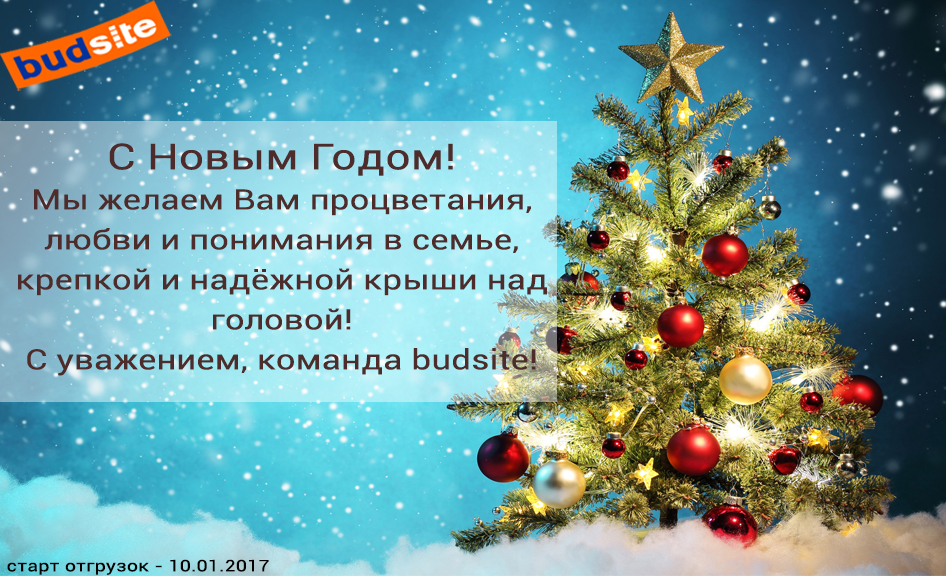 budsite
С Новым Годом!
Мы желаем Вам процветания,
любви и понимания в семье,
крепкой и надёжной крыши над
головой!
С уважением, команда budsite!
старт отгрузок - 10.01.2017